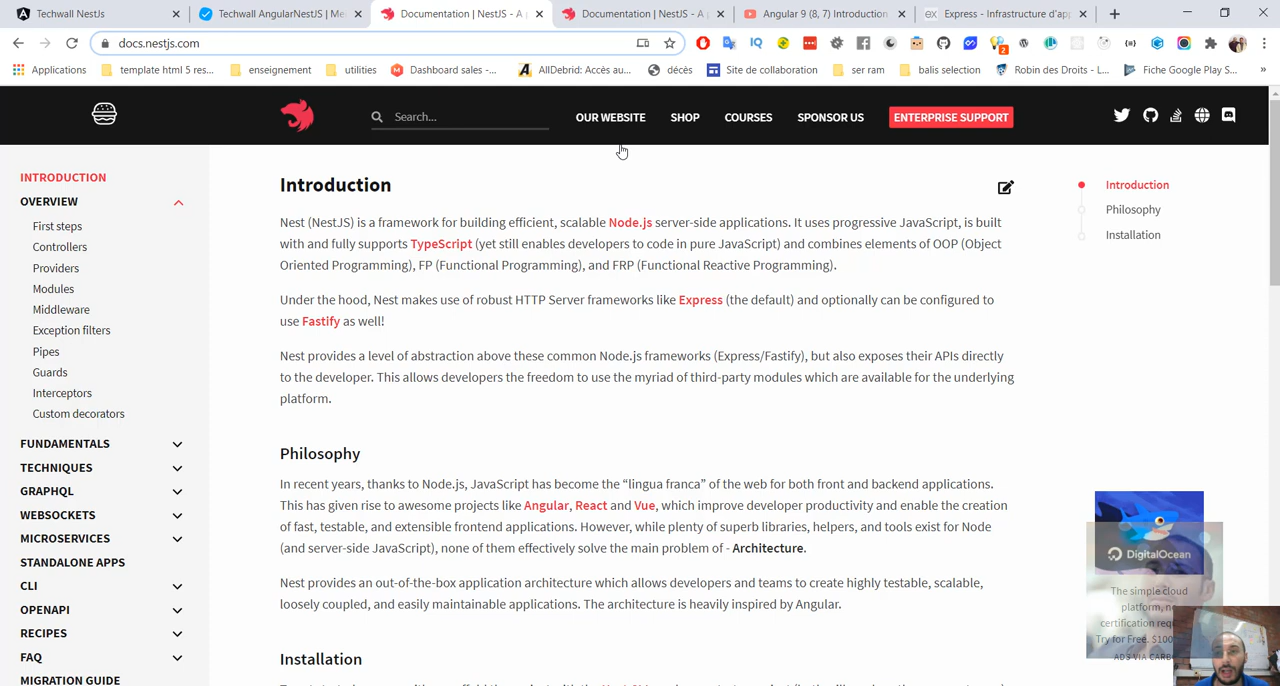 Techwall NestJs
Techwall AngularNestJS | Me
Documentation | NestJS - A p
Documentation | NestJS - A p
Angular 9 (8, 7) Introduction
Express - Infrastructure d'ap
docs.nestjs.com
Applications
template html 5 res...
enseignement
utilities
Dashboard sales -...
AllDebrid: Accès au...
décès
Site de collaboration
ser ram
balis selection
Robin des Droits - L...
Fiche Google Play S...
Search...
OUR WEBSITE
SHOP
COURSES
SPONSOR US
ENTERPRISE SUPPORT
INTRODUCTION
OVERVIEW
First steps
Controllers
Providers
Modules
Middleware
Exception filters
Pipes
Guards
Interceptors
Custom decorators
FUNDAMENTALS
TECHNIQUES
GRAPHQL
WEBSOCKETS
MICROSERVICES
STANDALONE APPS
CLI
OPENAPI
RECIPES
FAQ
MIGRATION GUIDE
Introduction
Nest (NestJS) is a framework for building efficient, scalable Node.js server-side applications. It uses progressive JavaScript, is built
with and fully supports TypeScript (yet still enables developers to code in pure JavaScript) and combines elements of OOP (Object
Oriented Programming), FP (Functional Programming), and FRP (Functional Reactive Programming).
Under the hood, Nest makes use of robust HTTP Server frameworks like Express (the default) and optionally can be configured to
use Fastify as well!
Nest provides a level of abstraction above these common Node.js frameworks (Express/Fastify), but also exposes their APIs directly
to the developer. This allows developers the freedom to use the myriad of third-party modules which are available for the underlying
platform.
Philosophy
In recent years, thanks to Node.js, JavaScript has become the “lingua franca” of the web for both front and backend applications.
This has given rise to awesome projects like Angular, React and Vue, which improve developer productivity and enable the creation
of fast, testable, and extensible frontend applications. However, while plenty of superb libraries, helpers, and tools exist for Node
(and server-side JavaScript), none of them effectively solve the main problem of - Architecture.
Nest provides an out-of-the-box application architecture which allows developers and teams to create highly testable, scalable,
loosely coupled, and easily maintainable applications. The architecture is heavily inspired by Angular.
Installation
Introduction
Philosophy
Installation
DigitalOcean
The simple cloud
platform, no
certification req
Try for Free. $100
ADS VIA CARB